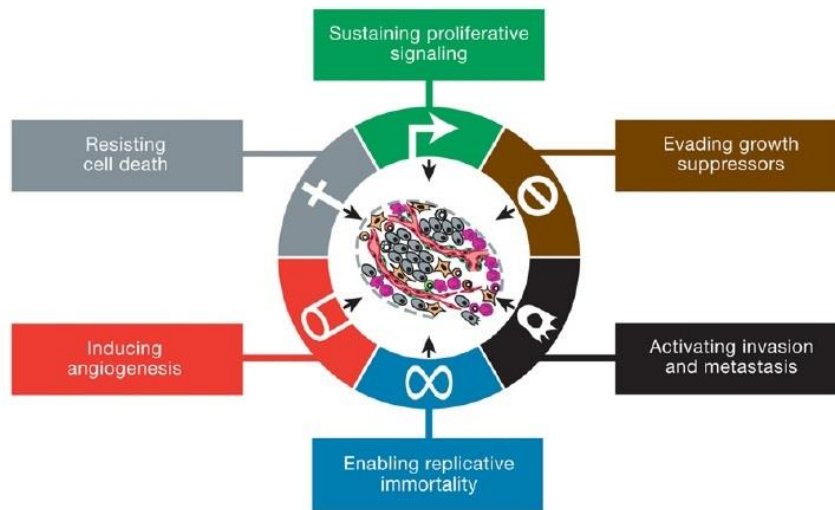 Sustaining proliferative
signaling
Resisting
cell death
Evading growth
suppressors
Inducing
angiogenesis
Activating invasion
and metastasis
Enabling replicative
immortality